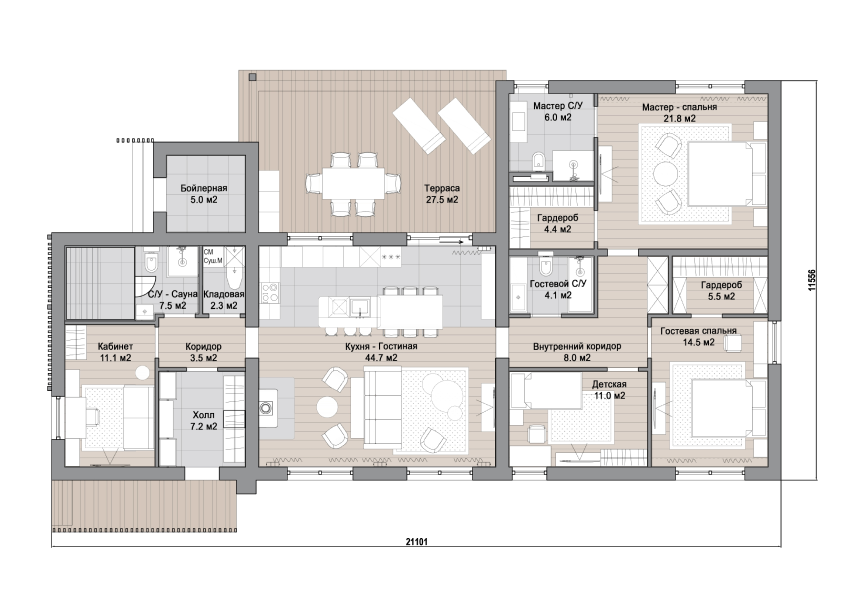 Мастер С/У
6.0 м2
Мастер - спальня
21.8 м2
Бойлерная
5.0 м2
Терраса
27.5 м2
Гардероб
4.4 м2
СМ
Суш.М
С/У - Сауна
7.5 м2
Кладовая
2.3 м2
Гостевой С/У
4.1 м2
Гардероб
5.5 м2
11556
Кабинет
11.1 м2
Коридор
3.5 м2
Кухня - Гостиная
44.7 м2
Внутренний коридор
8.0 м2
Гостевая спальня
14.5 м2
Детская
11.0 м2
Холл
7.2 м2
21101